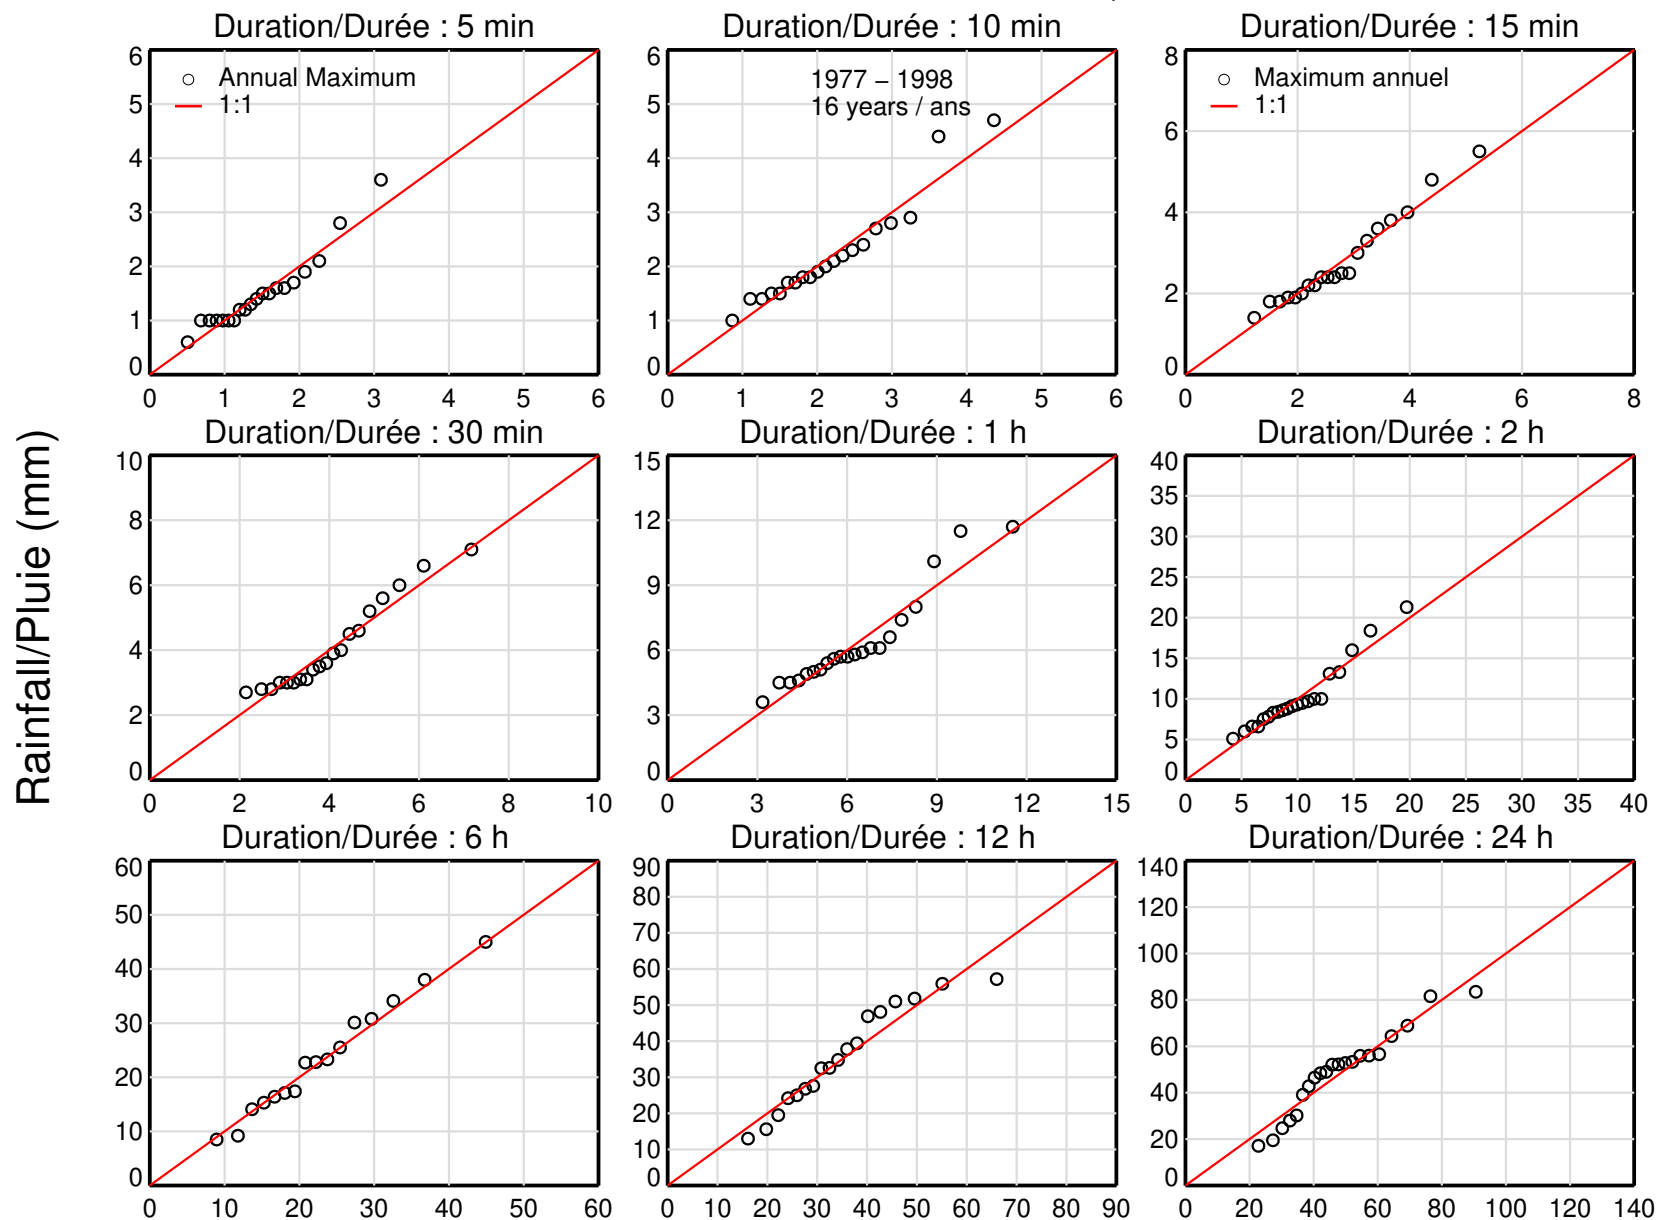 Duration/Durée : 5 min
Duration/Durée : 10 min
Duration/Durée : 15 min
6
5
4
3
2
1
0
Annual Maximum
1:1
0 1 2 3 4 5 6
6
5
4
3
2
1
0
1977 – 1998
16 years / ans
0 1 2 3 4 5 6
8
6
4
2
0
Maximum annuel
1:1
0 2 4 6 8
Rainfall/Pluie (mm)
Duration/Durée : 30 min
Duration/Durée : 1 h
Duration/Durée : 2 h
10
8
6
4
2
0
0 2 4 6 8 10
15
12
9
6
3
0
0 3 6 9 12 15
40
35
30
25
20
15
10
5
0
0 5 10 15 20 25 30 35 40
Duration/Durée : 6 h
Duration/Durée : 12 h
Duration/Durée : 24 h
60
50
40
30
20
10
0
0 10 20 30 40 50 60
90
80
70
60
50
40
30
20
10
0
0 10 20 30 40 50 60 70 80 90
140
120
100
80
60
40
20
0
0 20 40 60 80 100 120 140